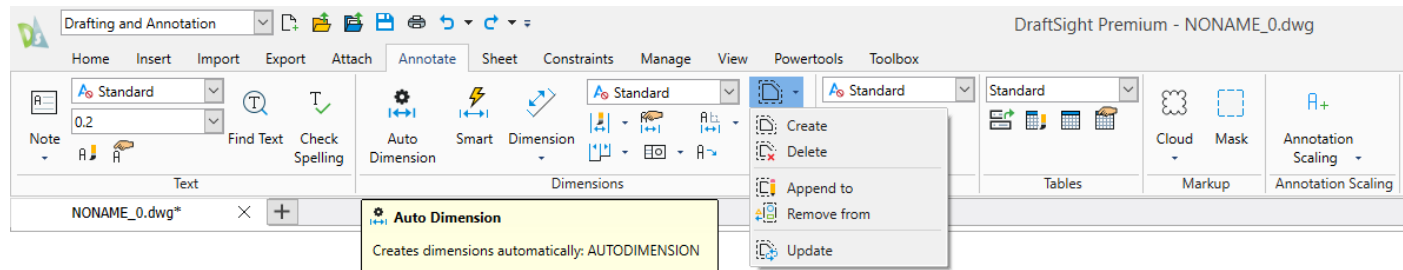 Drafting and Annotation
DraftSight Premium - NONAME_0.dwg
Home Insert Import Export Attach Annotate Sheet Constraints Manage View Powertools Toolbox
Standard
0.2
Note
Find Text
Check
Spelling
Text
Auto
Dimension
Smart
Dimension
Standard
Dimensions
Create
Delete
Append to
Remove from
Update
Standard
Standard
Tables
Cloud
Mask
Markup
Annotation
Scaling
Annotation Scaling
NONAME_0.dwg*
Auto Dimension
Creates dimensions automatically: AUTODIMENSION